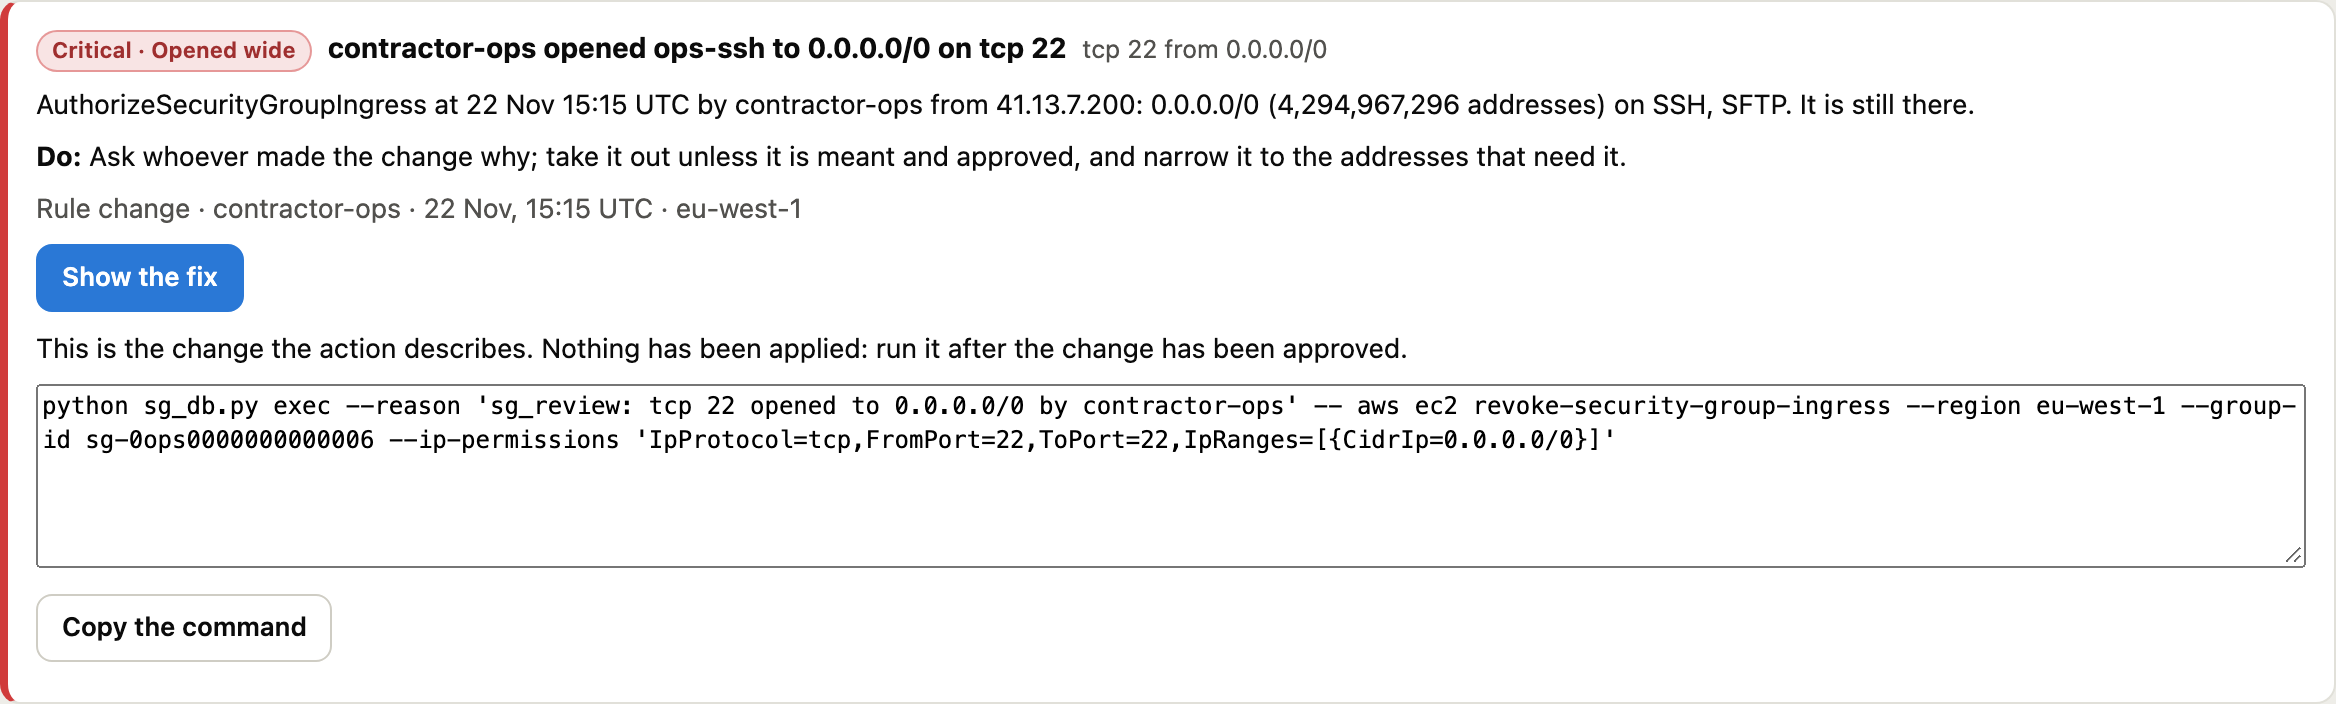 Critical · Opened wide contractor-ops opened ops-ssh to 0.0.0.0/0 on tcp 22 tcp 22 from 0.0.0.0/0
AuthorizeSecurityGroupIngress at 22 Nov 15:15 UTC by contractor-ops from 41.13.7.200: 0.0.0.0/0 (4,294,967,296 addresses) on SSH, SFTP. It is still there.
Do: Ask whoever made the change why; take it out unless it is meant and approved, and narrow it to the addresses that need it.
Rule change · contractor-ops · 22 Nov, 15:15 UTC · eu-west-1
Show the fix
This is the change the action describes. Nothing has been applied: run it after the change has been approved.
python sg_db.py exec --reason 'sg_review: tcp 22 opened to 0.0.0.0/0 by contractor-ops' -- aws ec2 revoke-security-group-ingress --region eu-west-1 --group-
id sg-0ops0000000000006 --ip-permissions 'IpProtocol=tcp,FromPort=22,ToPort=22,IpRanges=[{CidrIp=0.0.0.0/0}]'
Copy the command